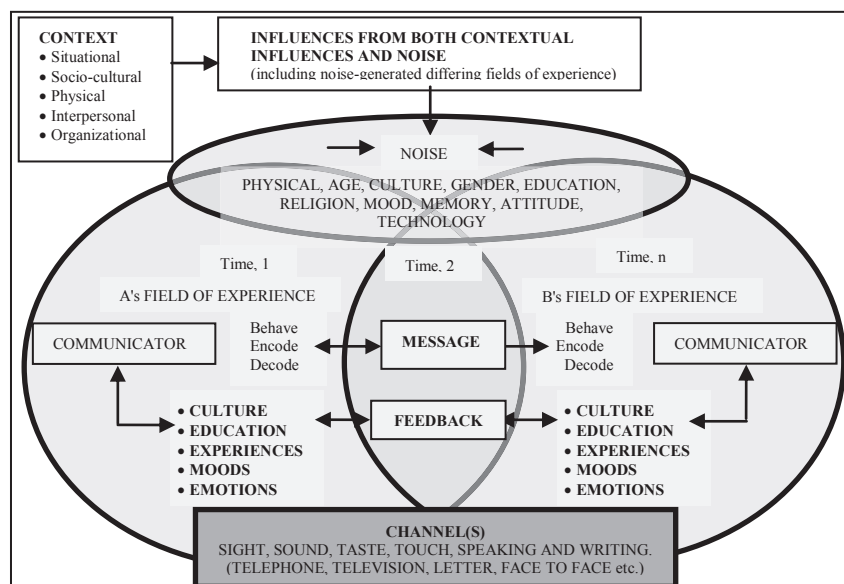 CONTEXT
• Situational
• Socio-cultural
• Physical
• Interpersonal
• Organizational
INFLUENCES FROM BOTH CONTEXTUAL
INFLUENCES AND NOISE
(including noise-generated differing fields of experience)
NOISE
PHYSICAL, AGE, CULTURE, GENDER, EDUCATION,
RELIGION, MOOD, MEMORY, ATTITUDE,
TECHNOLOGY
Time, 1
Time, 2
Time, n
A's FIELD OF EXPERIENCE
B's FIELD OF EXPERIENCE
COMMUNICATOR
Behave
Encode
Decode
MESSAGE
Behave
Encode
Decode
COMMUNICATOR
• CULTURE
• EDUCATION
• EXPERIENCES
• MOODS
• EMOTIONS
FEEDBACK
• CULTURE
• EDUCATION
• EXPERIENCES
• MOODS
• EMOTIONS
CHANNEL(S)
SIGHT, SOUND, TASTE, TOUCH, SPEAKING AND WRITING.
(TELEPHONE, TELEVISION, LETTER, FACE TO FACE etc.)